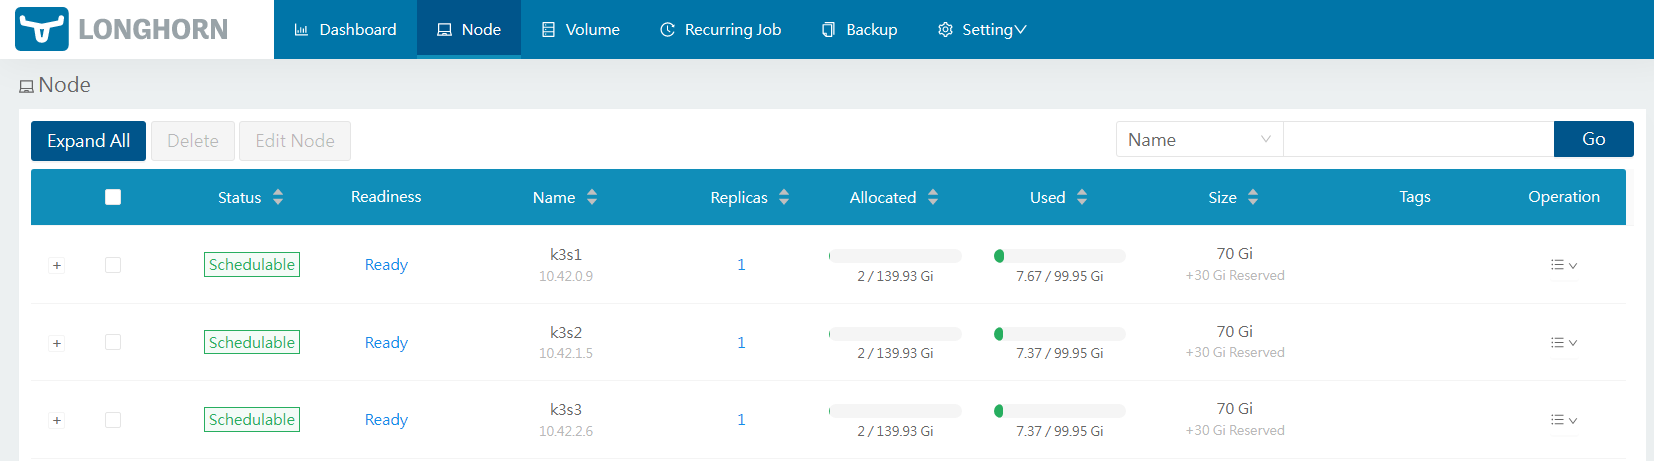 LONGHORN
Dashboard Node Volume Recurring Job Backup Setting
Node
Expand All Delete Edit Node Name Go
Status Readiness Name Replicas Allocated Used Size Tags Operation
+ Schedulable Ready k3s1 1 70 Gi
10.42.0.9 2 / 139.93 Gi 7.67 / 99.95 Gi +30 Gi Reserved
+ Schedulable Ready k3s2 1 70 Gi
10.42.1.5 2 / 139.93 Gi 7.37 / 99.95 Gi +30 Gi Reserved
+ Schedulable Ready k3s3 1 70 Gi
10.42.2.6 2 / 139.93 Gi 7.37 / 99.95 Gi +30 Gi Reserved